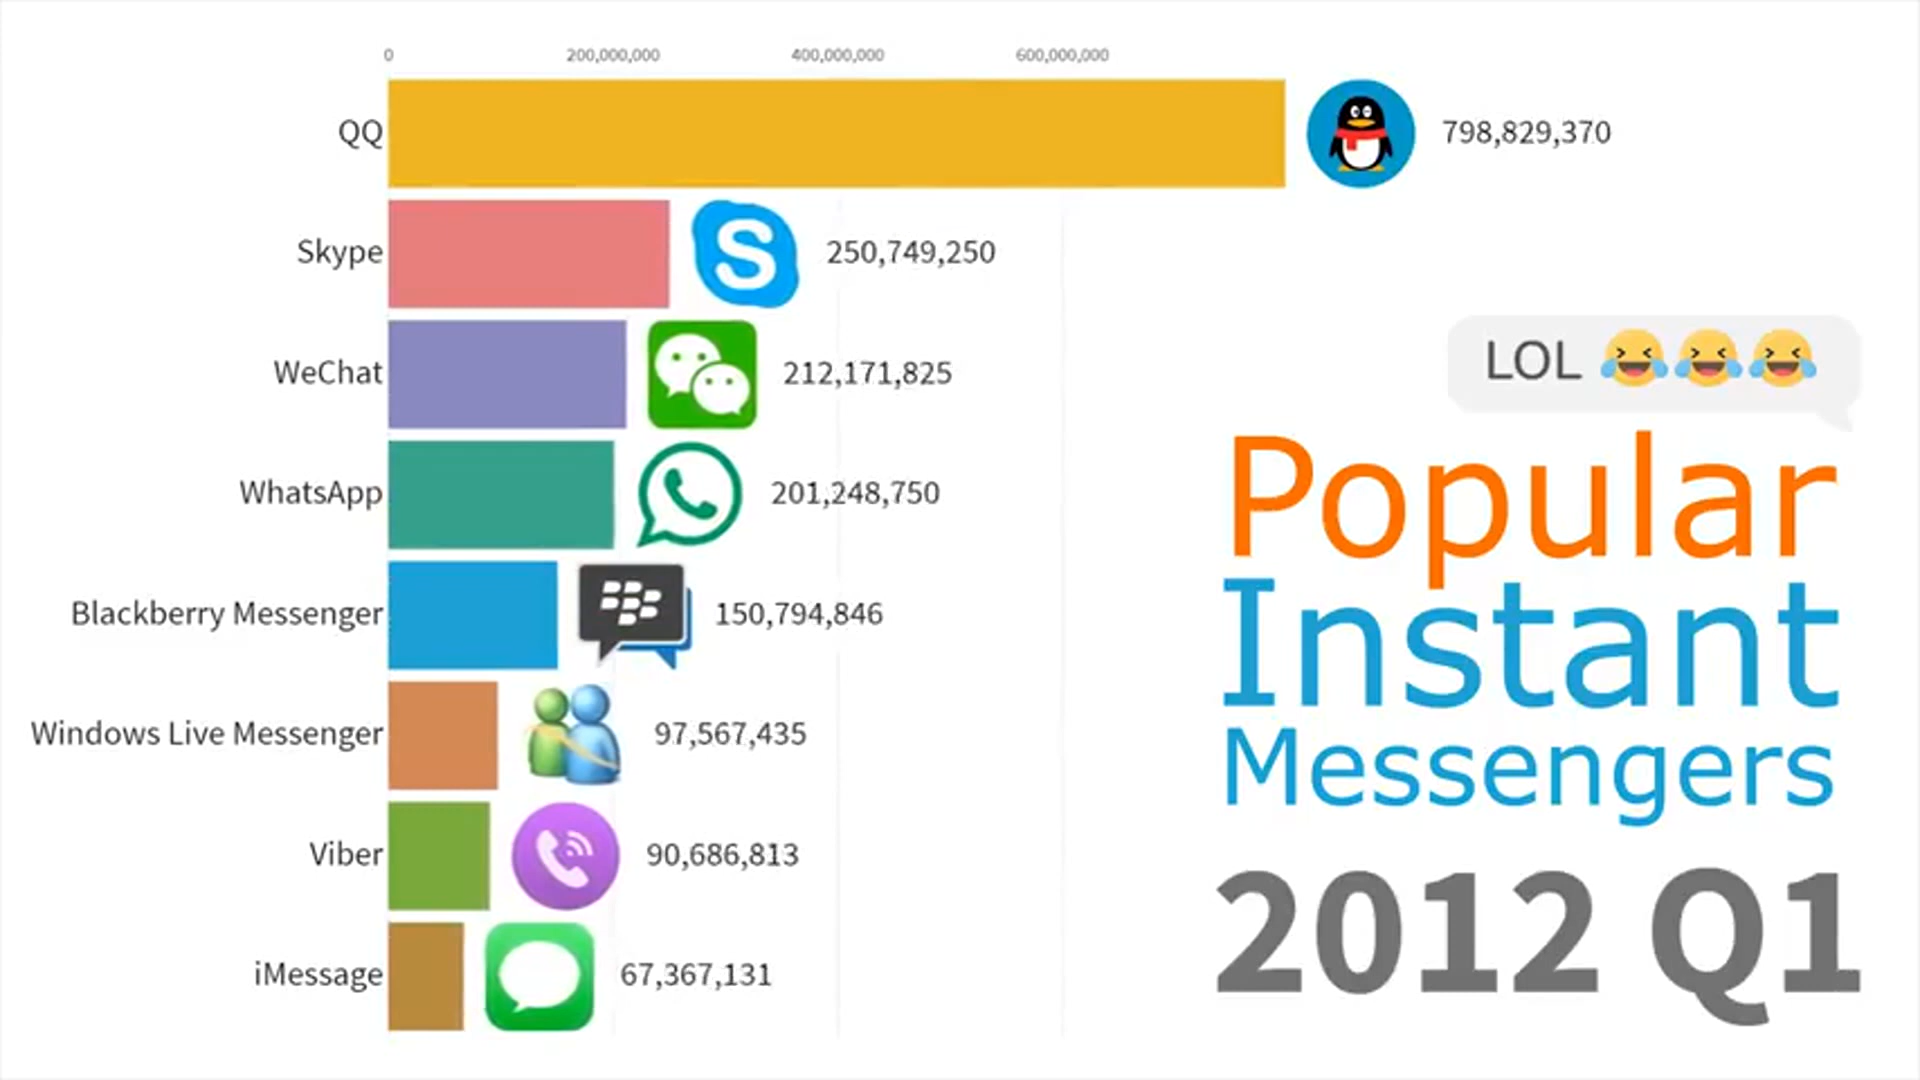 0 200,000,000 400,000,000 600,000,000
QQ 798,829,370
Skype S 250,749,250
WeChat 212,171,825
WhatsApp 201,248,750
Blackberry Messenger 150,794,846
Windows Live Messenger 97,567,435
Viber 90,686,813
iMessage 67,367,131
LOL 😂😂😂
Popular
Instant
Messengers
2012 Q1